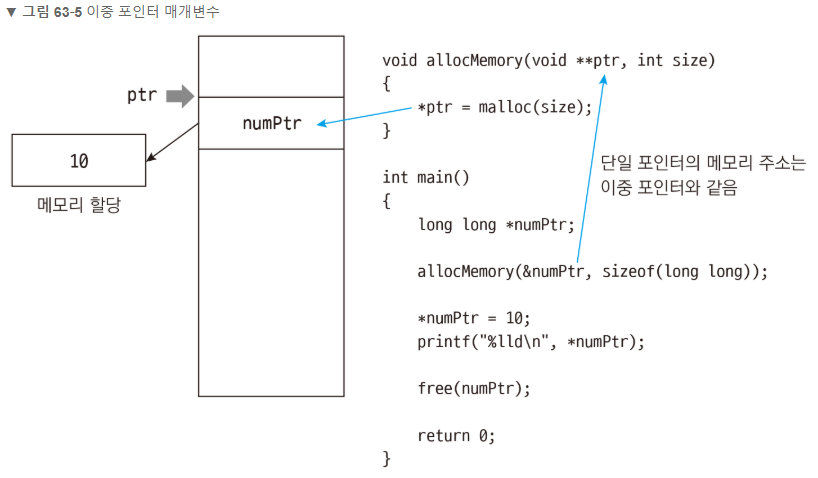 ▼ 그림 63-5 이중 포인터 매개변수
ptr
numPtr
10
메모리 할당
void allocMemory(void **ptr, int size)
{
*ptr = malloc(size);
}
단일 포인터의 메모리 주소는
이중 포인터와 같음
int main()
{
long long *numPtr;
allocMemory(&numPtr, sizeof(long long));
*numPtr = 10;
printf("%lld\n", *numPtr);
free(numPtr);
return 0;
}